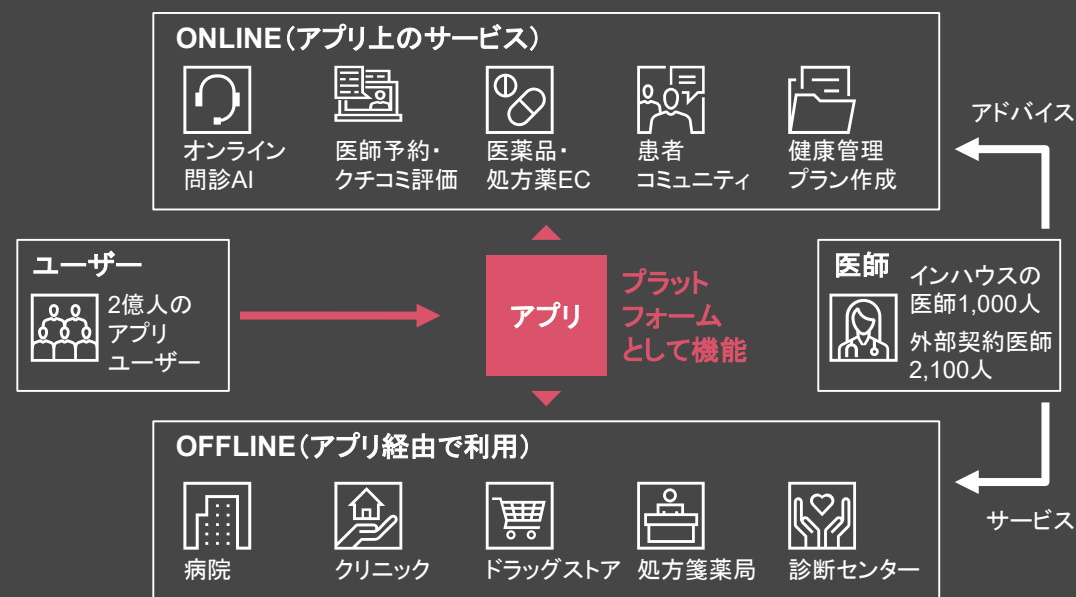 ONLINE（アプリ上のサービス）
オンライン
問診AI
医師予約・
クチコミ評価
医薬品・
処方薬EC
患者
コミュニティ
健康管理
プラン作成
アドバイス
ユーザー
2億人の
アプリ
ユーザー
アプリ
プラット
フォーム
として機能
医師
インハウスの
医師1,000人
外部契約医師
2,100人
OFFLINE（アプリ経由で利用）
病院
クリニック
ドラッグストア
処方箋薬局
診断センター
サービス